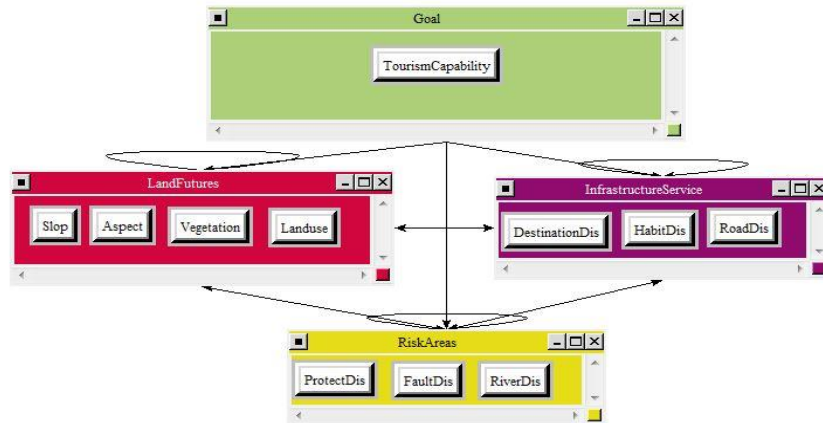 Goal
TourismCapability
LandFutures
Slop
Aspect
Vegetation
Landuse
InfrastructureService
DestinationDis
HabitDis
RoadDis
RiskAreas
ProtectDis
FaultDis
RiverDis